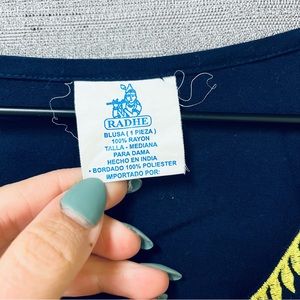 RADHE
BLUSA ( 1 PIEZA )
100% RAYON
TALLA - MEDIANA
PARA DAMA
HECHO EN INDIA
• BORDADO 100% POLIESTER
IMPORTADO POR: